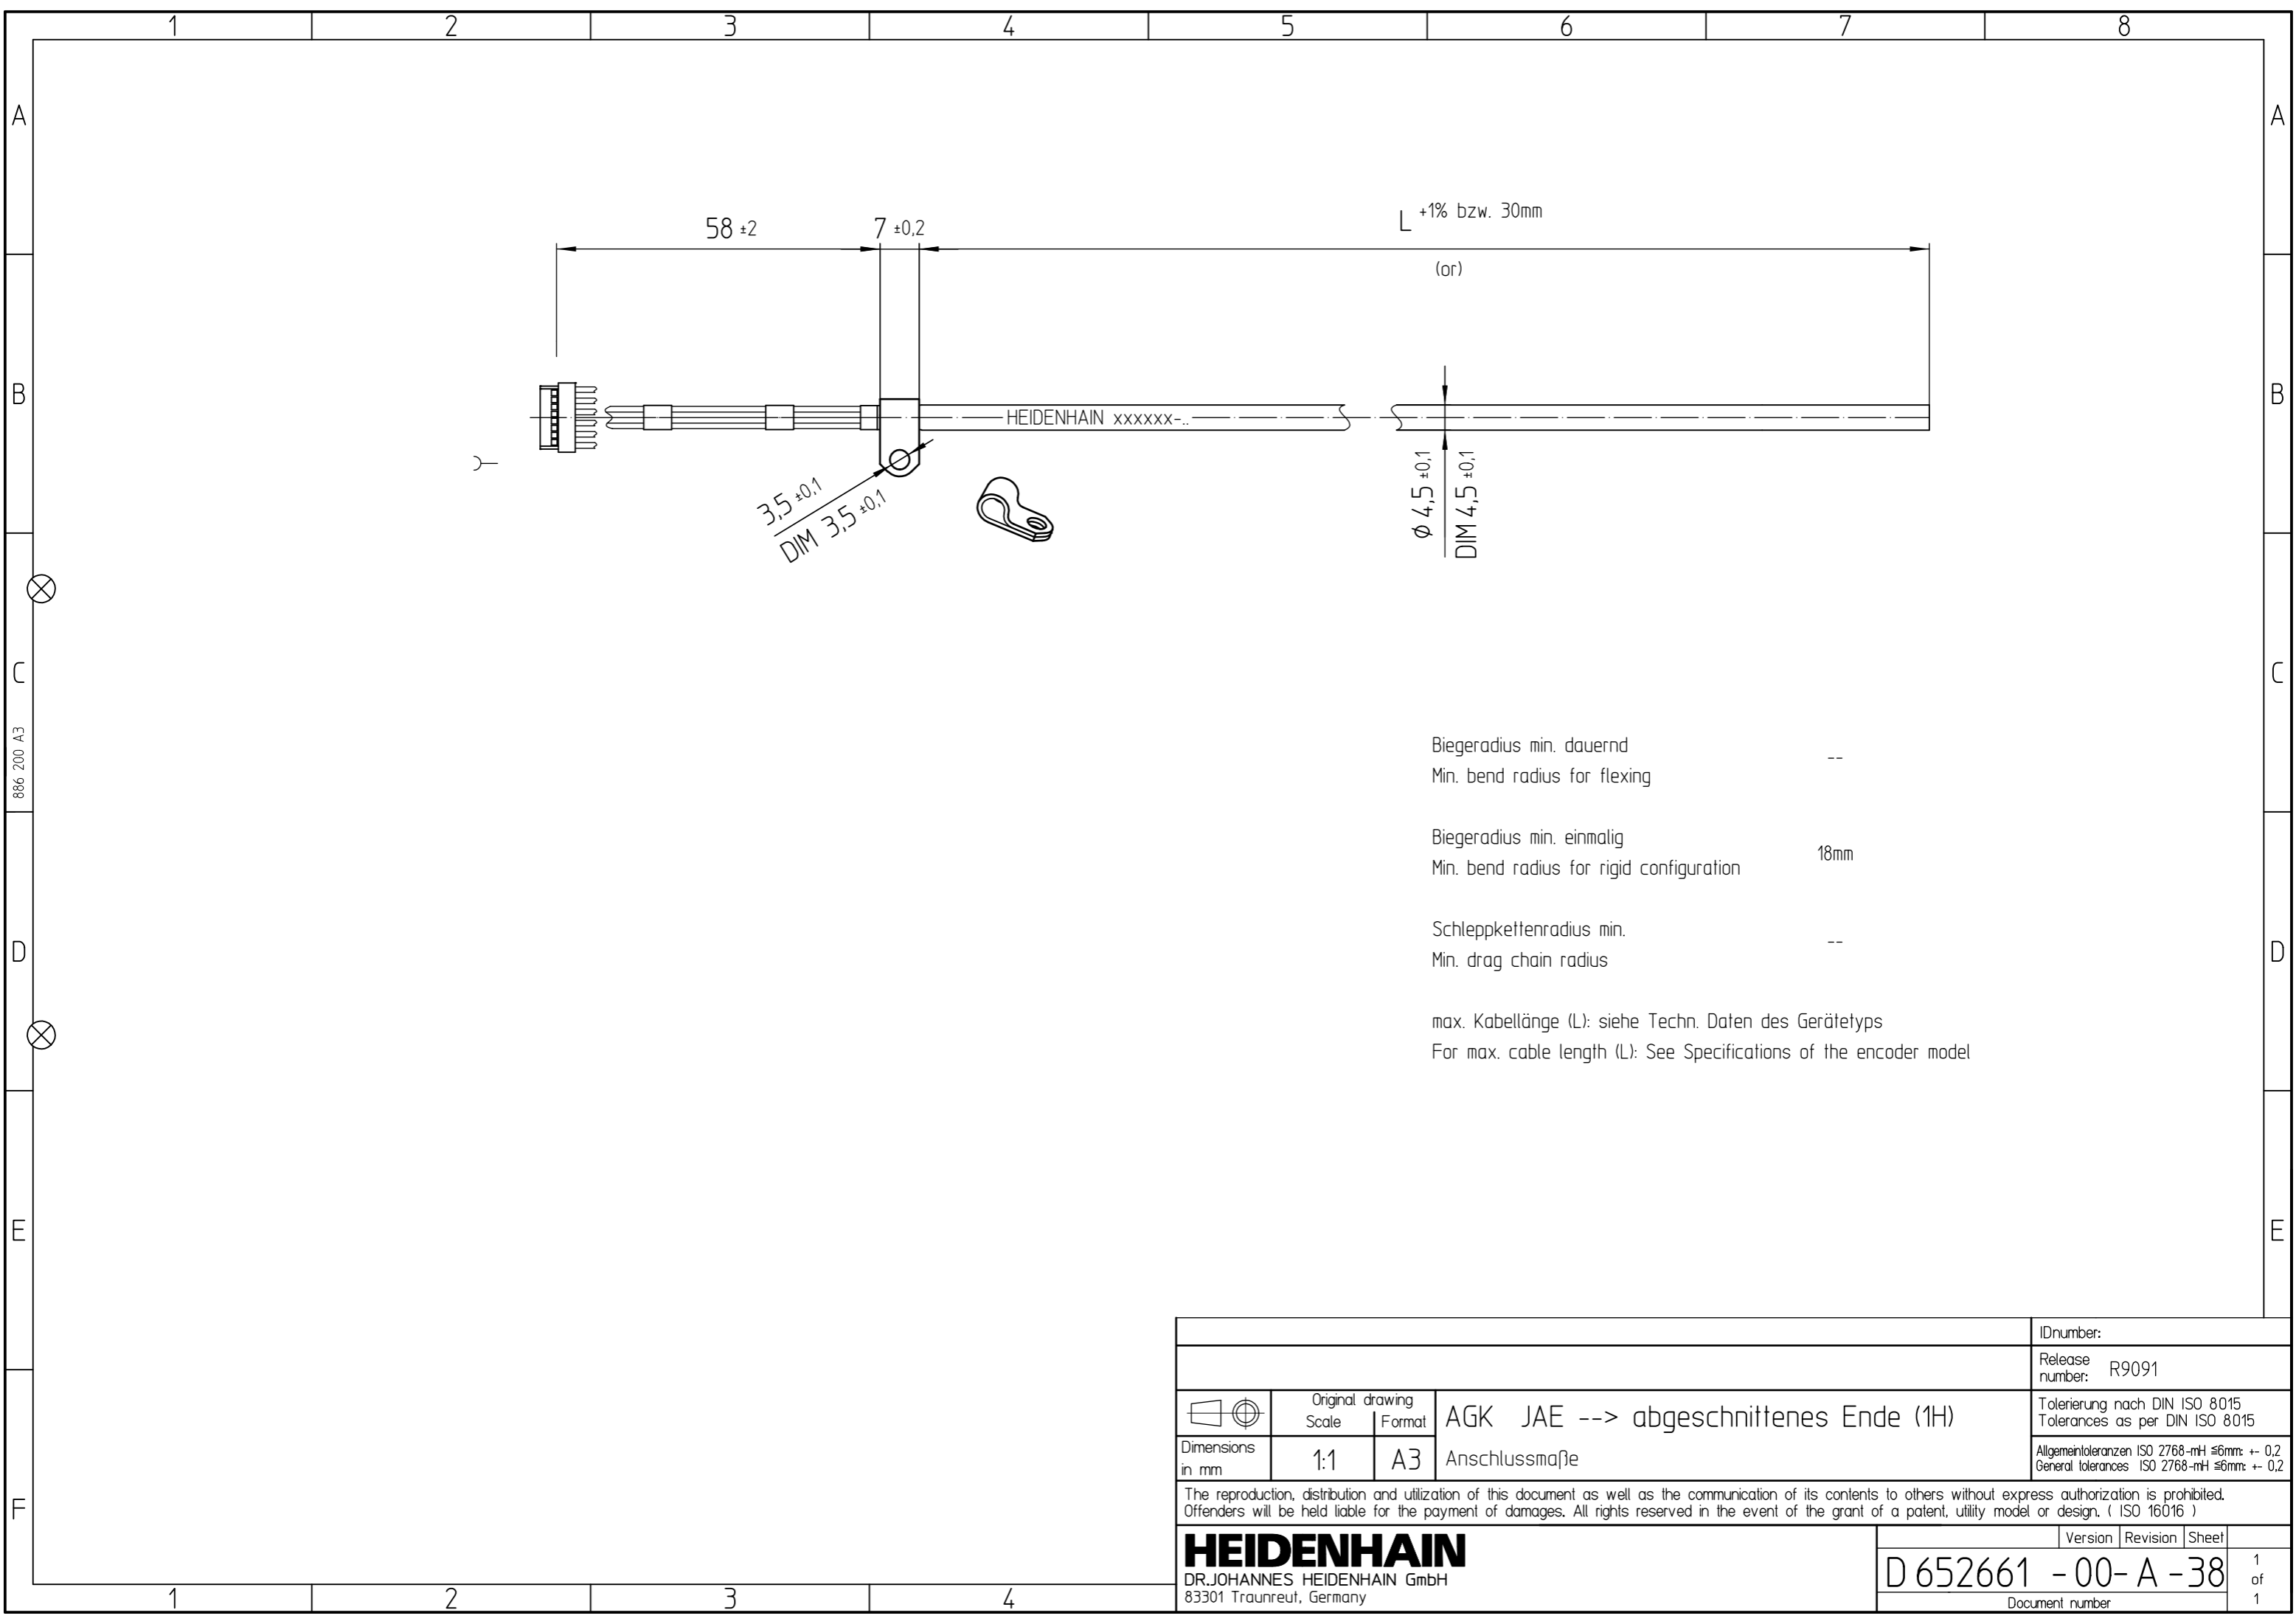 1 2 3 4 5 6 7 8
A A
58 ±2
7 ±0,2
L +1% bzw. 30mm
(or)
B B
HEIDENHAIN xxxxxx-..
3,5 ±0,1
DIM 3,5 ±0,1
ϕ 4,5 ±0,1
DIM 4,5 ±0,1
C C
886 200 A3
Biegeradius min. dauernd
Min. bend radius for flexing
--
Biegeradius min. einmalig
Min. bend radius for rigid configuration
18mm
D D
Schleppkettenradius min.
Min. drag chain radius
--
max. Kabellänge (L): siehe Techn. Daten des Gerätetyps
For max. cable length (L): See Specifications of the encoder model
E E
IDnumber:
Release number: R9091
Original drawing
Scale Format
AGK JAE --> abgeschnittenes Ende (1H)
Tolerierung nach DIN ISO 8015
Tolerances as per DIN ISO 8015
Dimensions in mm
1:1 A3
Anschlussmaße
Allgemeintoleranzen ISO 2768-mH ≤6mm: +- 0,2
General tolerances ISO 2768-mH ≤6mm: +- 0,2
F
The reproduction, distribution and utilization of this document as well as the communication of its contents to others without express authorization is prohibited.
Offenders will be held liable for the payment of damages. All rights reserved in the event of the grant of a patent, utility model or design. ( ISO 16016 )
HEIDENHAIN
DR.JOHANNES HEIDENHAIN GmbH
83301 Traunreut, Germany
Version Revision Sheet
D 652661 - 00 - A - 38
1 of 1
Document number
1 2 3 4